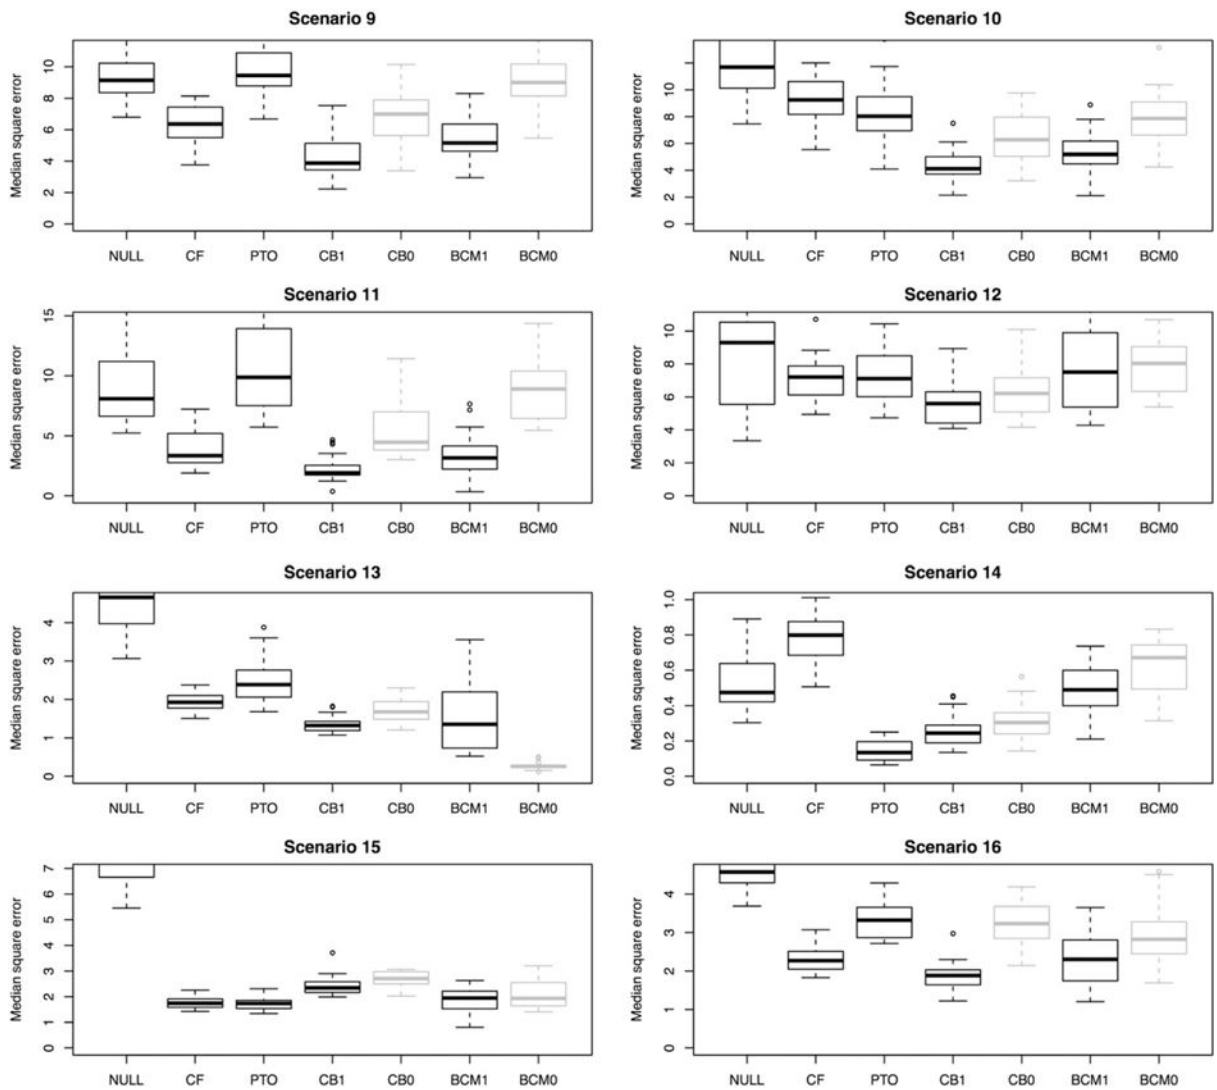 Scenario 9
Median square error
0 2 4 6 8 10
NULL CF PTO CB1 CB0 BCM1 BCM0
Scenario 10
Median square error
0 2 4 6 8 10
NULL CF PTO CB1 CB0 BCM1 BCM0
Scenario 11
Median square error
0 5 10 15
NULL CF PTO CB1 CB0 BCM1 BCM0
Scenario 12
Median square error
0 2 4 6 8 10
NULL CF PTO CB1 CB0 BCM1 BCM0
Scenario 13
Median square error
0 1 2 3 4
NULL CF PTO CB1 CB0 BCM1 BCM0
Scenario 14
Median square error
0.0 0.2 0.4 0.6 0.8 1.0
NULL CF PTO CB1 CB0 BCM1 BCM0
Scenario 15
Median square error
0 1 2 3 4 5 6 7
NULL CF PTO CB1 CB0 BCM1 BCM0
Scenario 16
Median square error
0 1 2 3 4
NULL CF PTO CB1 CB0 BCM1 BCM0